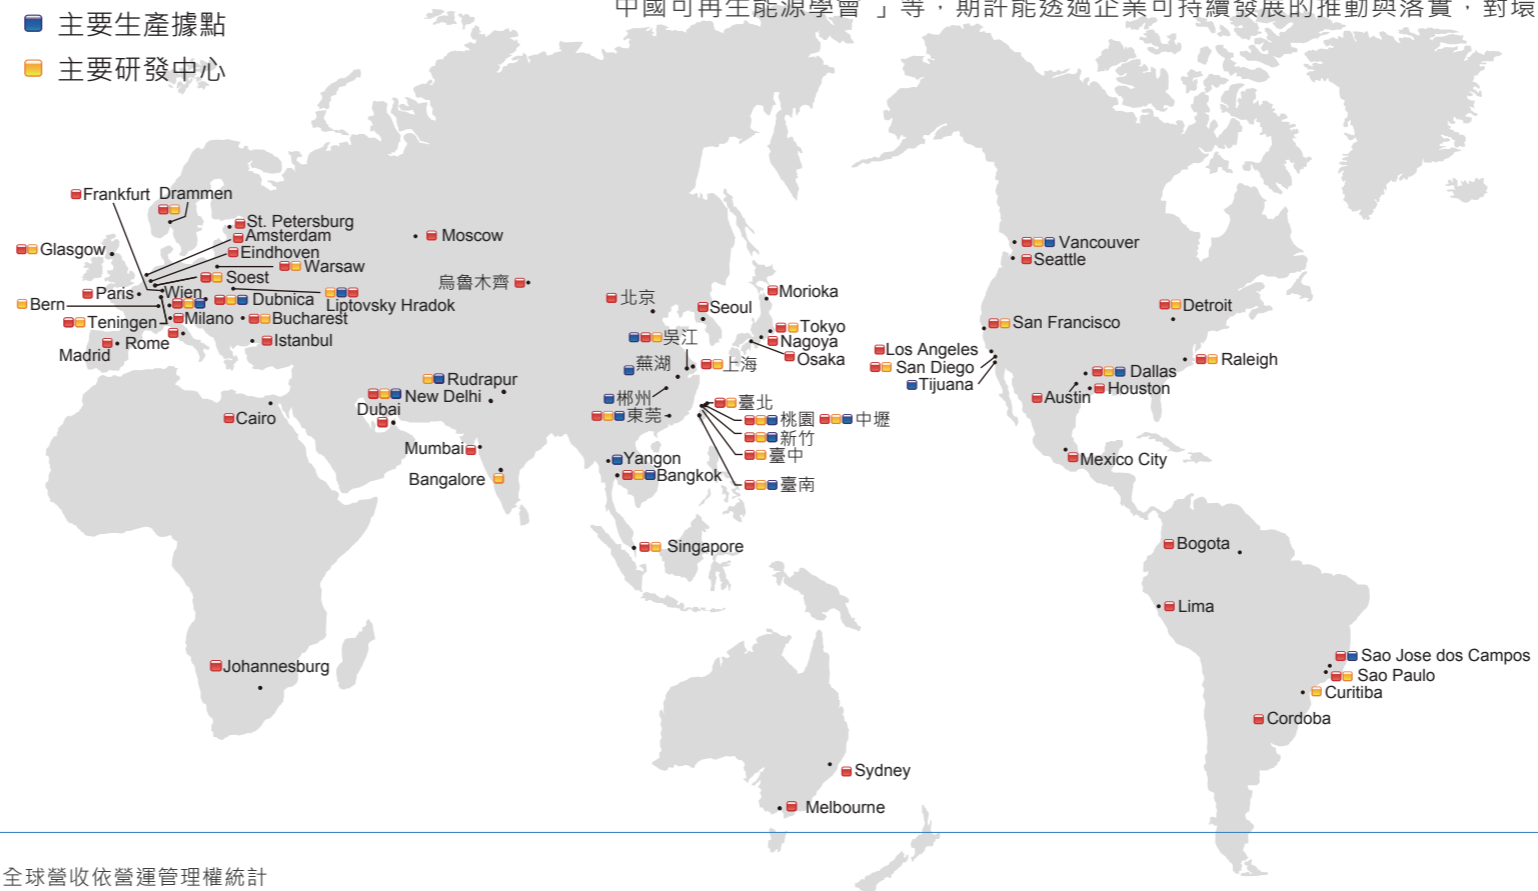 中國可再生能源學會」等，期許能透過企業可持續發展的推動與落實，對環
主要生產據點
主要研發中心
Frankfurt
Drammen
St. Petersburg
Amsterdam
Moscow
Glasgow
Eindhoven
Warsaw
Soest
Paris
Wien
Dubnica
Liptovsky Hradok
Bern
Teningen
Milano
Bucharest
Madrid
Rome
Istanbul
烏魯木齊
北京
Seoul
Morioka
Tokyo
Nagoya
Osaka
吳江
蕪湖
上海
郴州
東莞
臺北
桃園
中壢
新竹
臺中
臺南
Rudrapur
New Delhi
Dubai
Cairo
Mumbai
Bangalore
Yangon
Bangkok
Singapore
Johannesburg
Sydney
Melbourne
Vancouver
Seattle
Detroit
San Francisco
Los Angeles
San Diego
Tijuana
Raleigh
Dallas
Houston
Austin
Mexico City
Bogota
Lima
Sao Jose dos Campos
Sao Paulo
Curitiba
Cordoba
全球營收依營運管理權統計